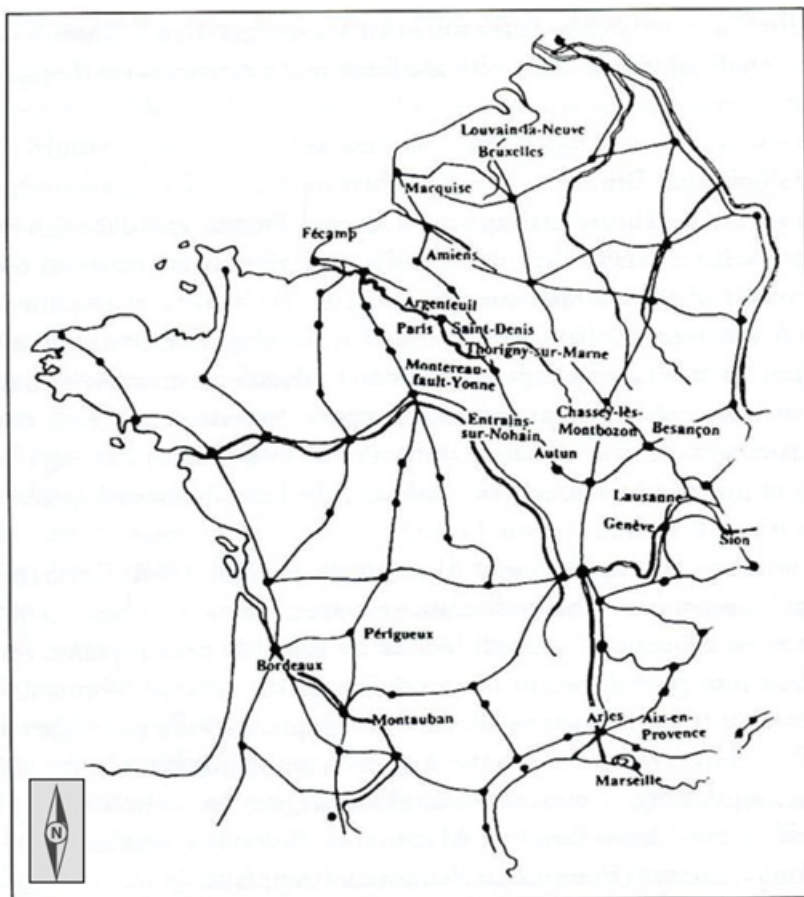 Louvain-la-Neuve
Bruxelles
Macquise
Fécamp
Amiens
Argenteuil
Paris
Saint-Denis
Thorigny-sur-Marne
Montereau-
fault-Yonne
Entrains-
sur-Nohain
Chassey-lès-
Montbozon
Besançon
Autun
Lausanne
Genève
Sion
Périgueux
Bordeaux
Montauban
Arles
Aix-en-
Provence
Marseille
N